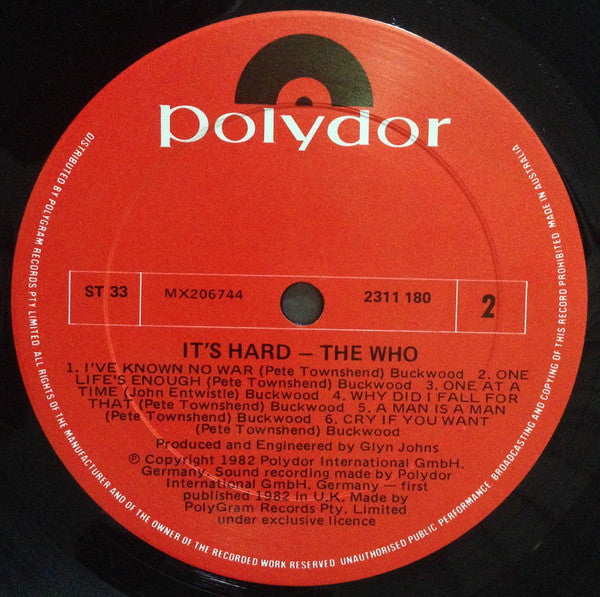 polydor
ST 33
MX206744
2311 180
2
IT'S HARD – THE WHO
1. I'VE KNOWN NO WAR (Pete Townshend) Buckwood 2. ONE
LIFE'S ENOUGH (Pete Townshend) Buckwood 3. ONE AT A
TIME (John Entwistle) Buckwood 4. WHY DID I FALL FOR
THAT (Pete Townshend) Buckwood 5. A MAN IS A MAN
(Pete Townshend) Buckwood 6. CRY IF YOU WANT
(Pete Townshend) Buckwood
Produced and Engineered by Glyn Johns
℗ Copyright 1982 Polydor International GmbH,
Germany. Sound recording made by Polydor
International GmbH, Germany – first
published 1982 in U.K. Made by
PolyGram Records Pty. Limited
under exclusive licence
DISTRIBUTED BY POLYGRAM RECORDS PTY LIMITED ALL RIGHTS OF THE MANUFACTURER AND OF THE OWNER OF THE RECORDED WORK RESERVED UNAUTHORISED PUBLIC PERFORMANCE BROADCASTING AND COPYING OF THIS RECORD PROHIBITED MADE IN AUSTRALIA